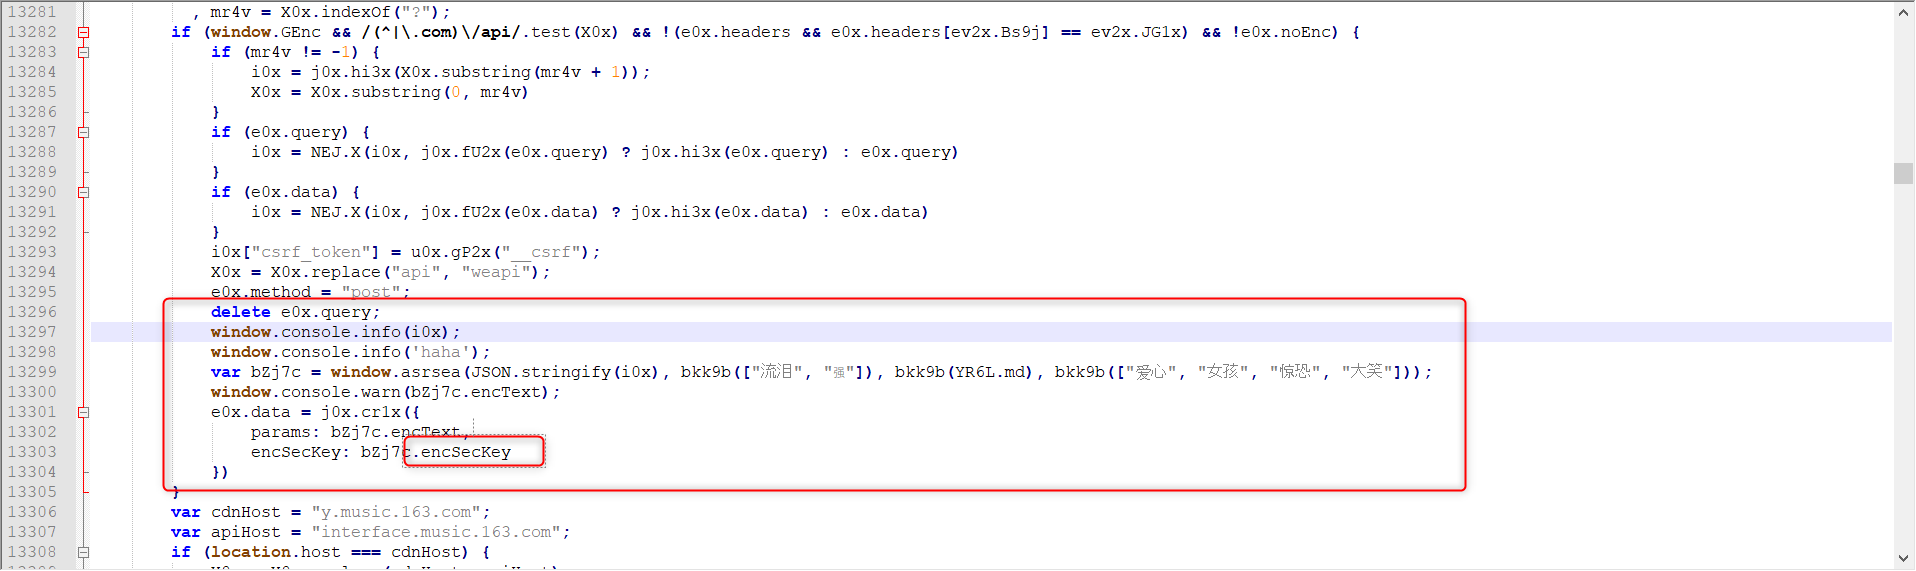 13281 , mr4v = X0x.indexOf("?");
13282 if (window.GEnc && /(^|\.com)\/api/.test(X0x) && !(e0x.headers && e0x.headers[ev2x.Bs9j] == ev2x.JG1x) && !e0x.noEnc) {
13283 if (mr4v != -1) {
13284 i0x = j0x.hi3x(X0x.substring(mr4v + 1));
13285 X0x = X0x.substring(0, mr4v)
13286 }
13287 if (e0x.query) {
13288 i0x = NEJ.X(i0x, j0x.fU2x(e0x.query) ? j0x.hi3x(e0x.query) : e0x.query)
13289 }
13290 if (e0x.data) {
13291 i0x = NEJ.X(i0x, j0x.fU2x(e0x.data) ? j0x.hi3x(e0x.data) : e0x.data)
13292 }
13293 i0x["csrf_token"] = u0x.gP2x("__csrf");
13294 X0x = X0x.replace("api", "weapi");
13295 e0x.method = "post";
13296 delete e0x.query;
13297 window.console.info(i0x);
13298 window.console.info('haha');
13299 var bZj7c = window.asrsea(JSON.stringify(i0x), bkk9b(["流泪", "强"]), bkk9b(YR6L.md), bkk9b(["爱心", "女孩", "惊恐", "大笑"]));
13300 window.console.warn(bZj7c.encText);
13301 e0x.data = j0x.cr1x({
13302 params: bZj7c.encText,
13303 encSecKey: bZj7c.encSecKey
13304 })
13305 }
13306 var cdnHost = "y.music.163.com";
13307 var apiHost = "interface.music.163.com";
13308 if (location.host === cdnHost) {